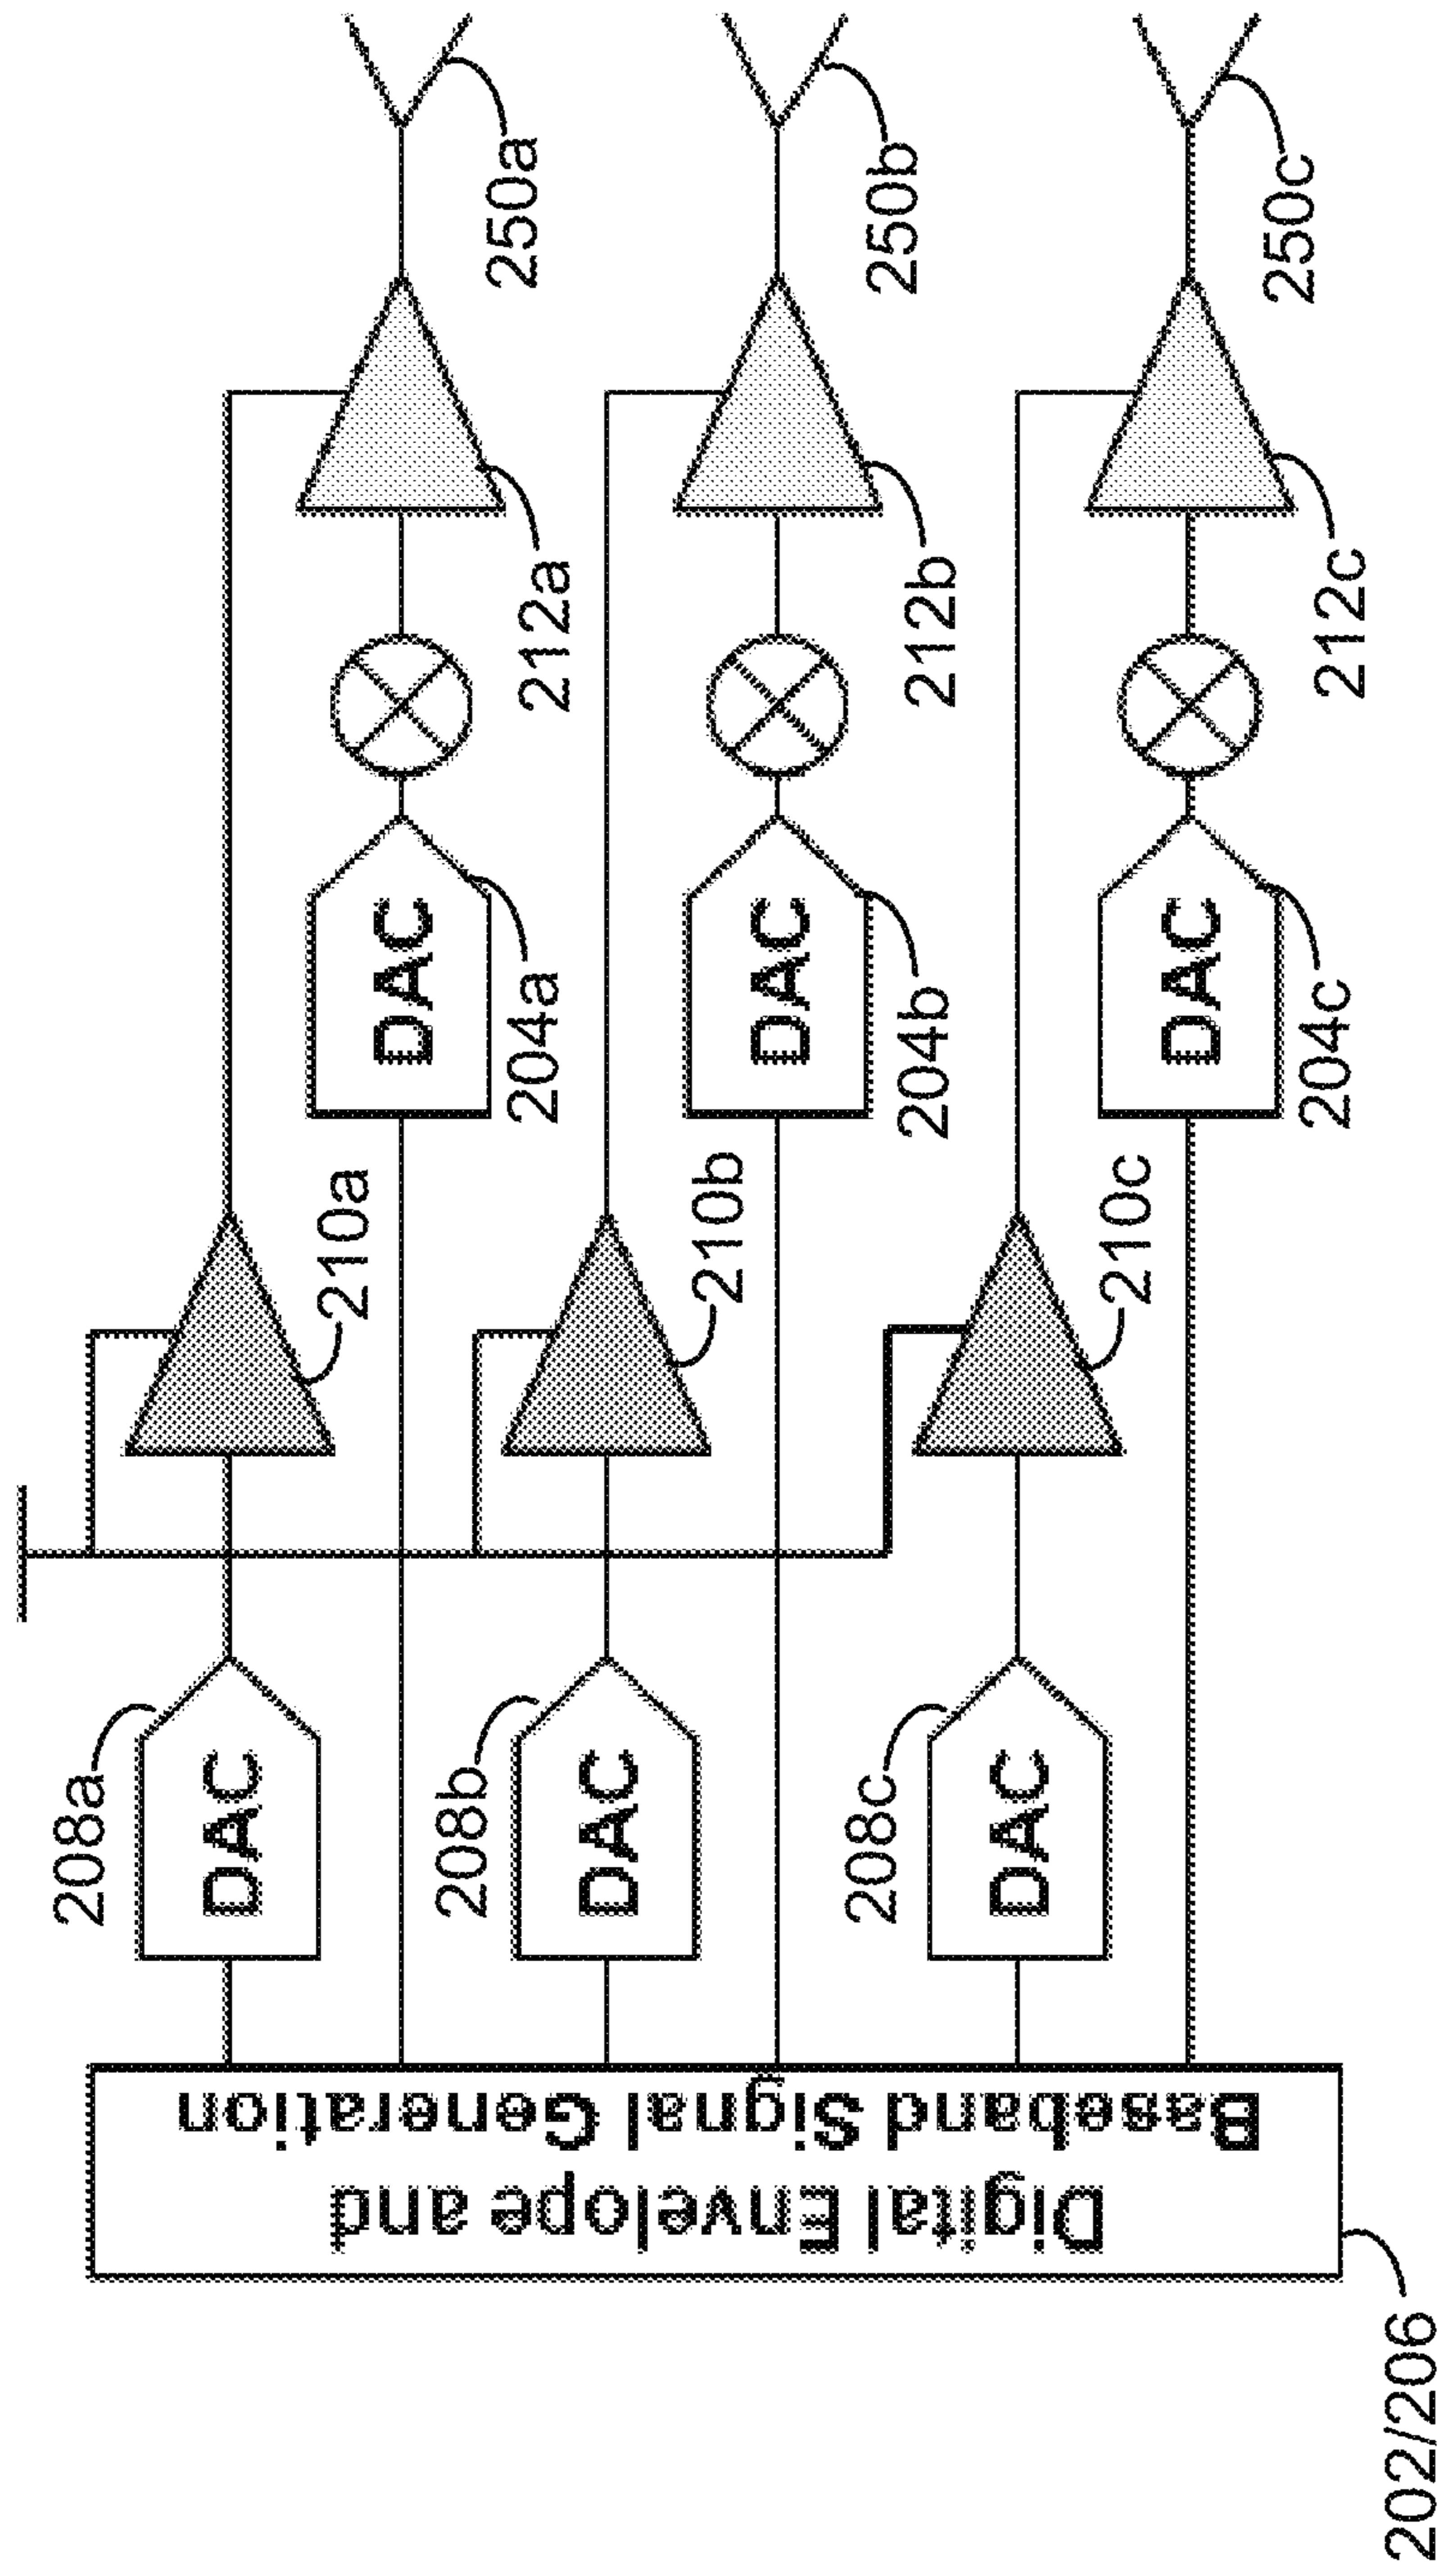 Digital Envelope and
Baseband Signal Generation
202/206
208a
DAC
210a
DAC
204a
212a
250a
208b
DAC
210b
DAC
204b
212b
250b
208c
DAC
210c
DAC
204c
212c
250c